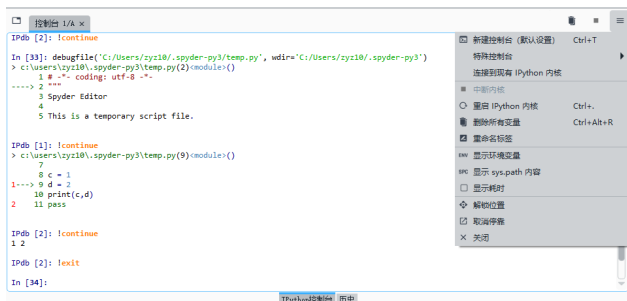 控制台 1/A ×
IPdb [2]: !continue
In [33]: debugfile('C:/Users/zyz10/.spyder-py3/temp.py', wdir='C:/Users/zyz10/.spyder-py3')
> c:\users\zyz10\.spyder-py3\temp.py(2)<module>()
1 # -*- coding: utf-8 -*-
----> 2 """
3 Spyder Editor
4
5 This is a temporary script file.
IPdb [1]: !continue
> c:\users\zyz10\.spyder-py3\temp.py(9)<module>()
7
8 c = 1
1---> 9 d = 2
10 print(c,d)
2 11 pass
IPdb [2]: !continue
1 2
IPdb [2]: !exit
In [34]:
新建控制台 (默认设置) Ctrl+T
特殊控制台
连接到现有 IPython 内核
中断内核
重启 IPython 内核 Ctrl+.
删除所有变量 Ctrl+Alt+R
重命名标签
ENV 显示环境变量
显示 sys.path 内容
显示耗时
解锁位置
取消停靠
关闭
IPython控制台 历史